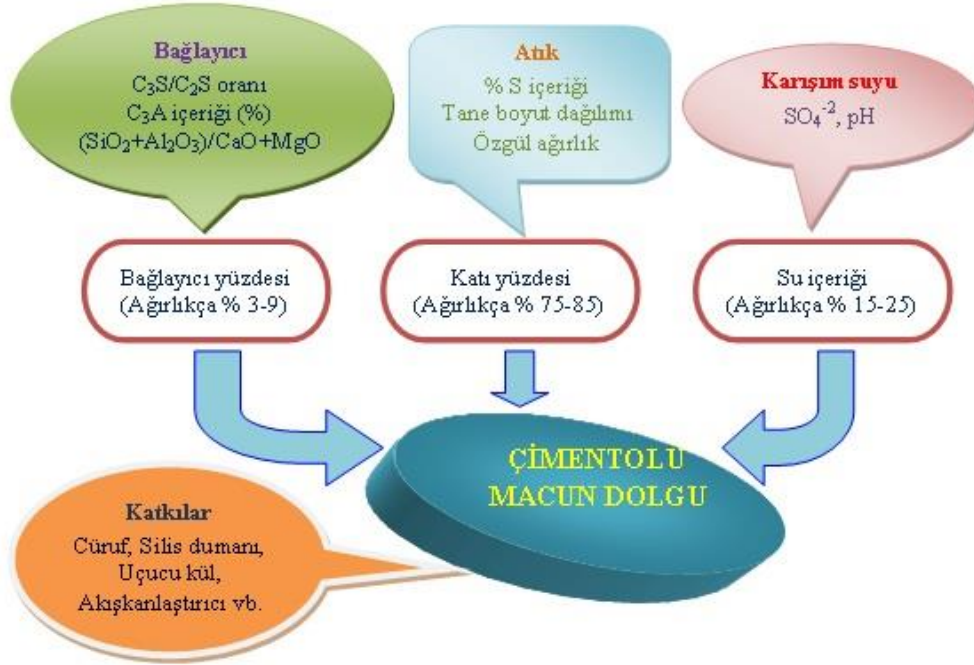 Bağlayıcı
C₃S/C₂S oranı
C₃A içeriği (%)
(SiO₂+Al₂O₃)/CaO+MgO
Atık
% S içeriği
Tane boyut dağılımı
Özgül ağırlık
Karışım suyu
SO₄⁻², pH
Bağlayıcı yüzdesi
(Ağırlıkça % 3-9)
Katı yüzdesi
(Ağırlıkça % 75-85)
Su içeriği
(Ağırlıkça % 15-25)
ÇİMENTOLU
MACUN DOLGU
Katkılar
Cüruf, Silis dumanı,
Uçucu kül,
Akışkanlaştırıcı vb.